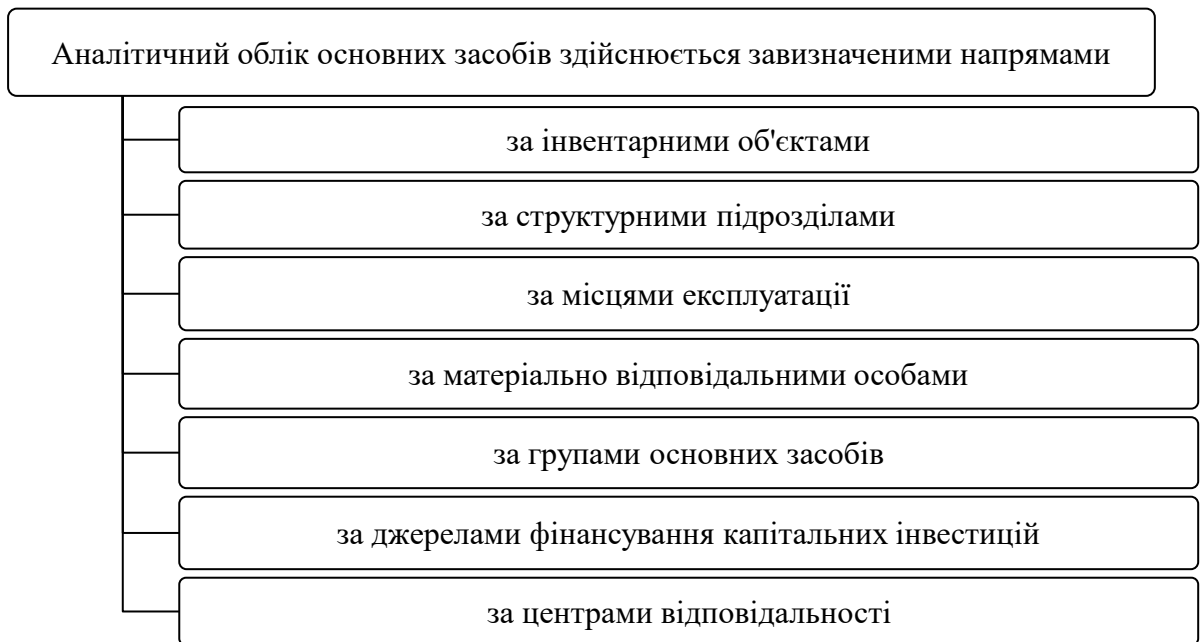 Аналітичний облік основних засобів здійснюється завизначеними напрямами
за інвентарними об'єктами
за структурними підрозділами
за місцями експлуатації
за матеріально відповідальними особами
за групами основних засобів
за джерелами фінансування капітальних інвестицій
за центрами відповідальності